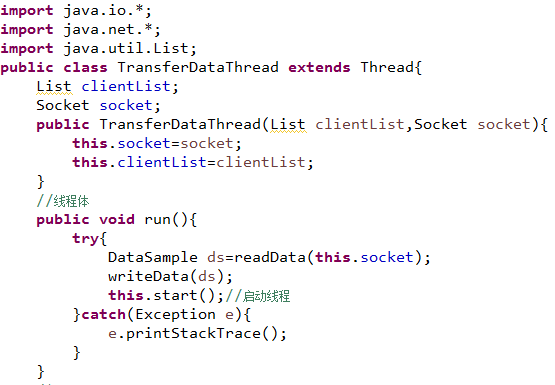 import java.io.*;
import java.net.*;
import java.util.List;
public class TransferDataThread extends Thread{
    List clientList;
    Socket socket;
    public TransferDataThread(List clientList,Socket socket){
        this.socket=socket;
        this.clientList=clientList;
    }
    //线程体
    public void run(){
        try{
            DataSample ds=readData(this.socket);
            writeData(ds);
            this.start();//启动线程
        }catch(Exception e){
            e.printStackTrace();
        }
    }